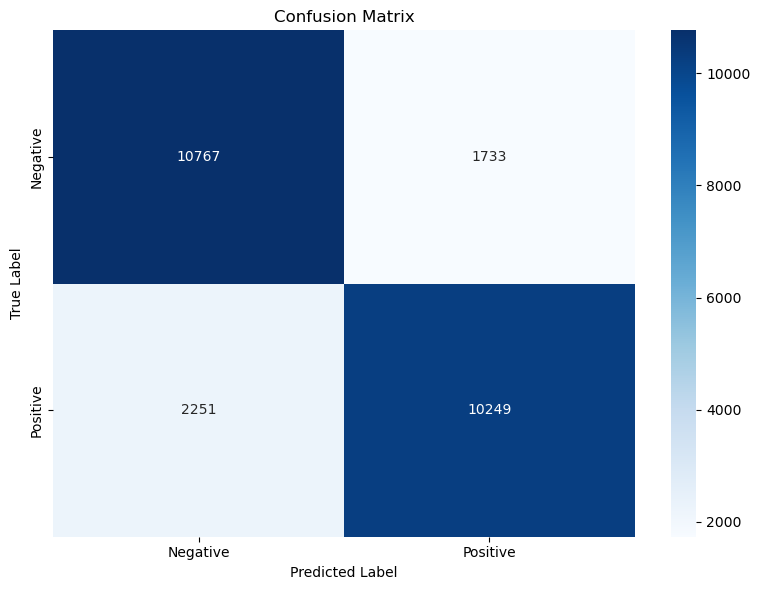 Confusion Matrix
True Label
Negative
Positive
10767
1733
2251
10249
Negative
Positive
Predicted Label
10000
8000
6000
4000
2000